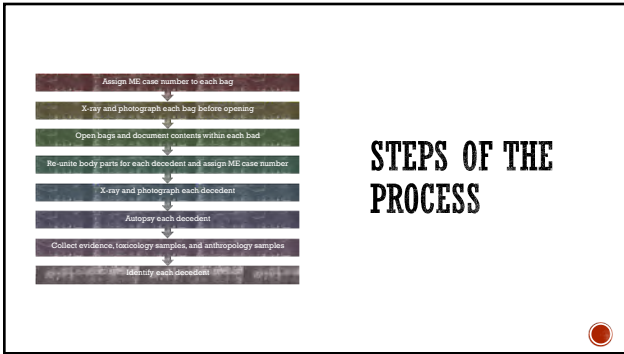 Assign ME case number to each bag
X-ray and photograph each bag before opening
Open bags and document contents within each bad
Re-unite body parts for each decedent and assign ME case number
X-ray and photograph each decedent
Autopsy each decedent
Collect evidence, toxicology samples, and anthropology samples
Identify each decedent
STEPS OF THE
PROCESS